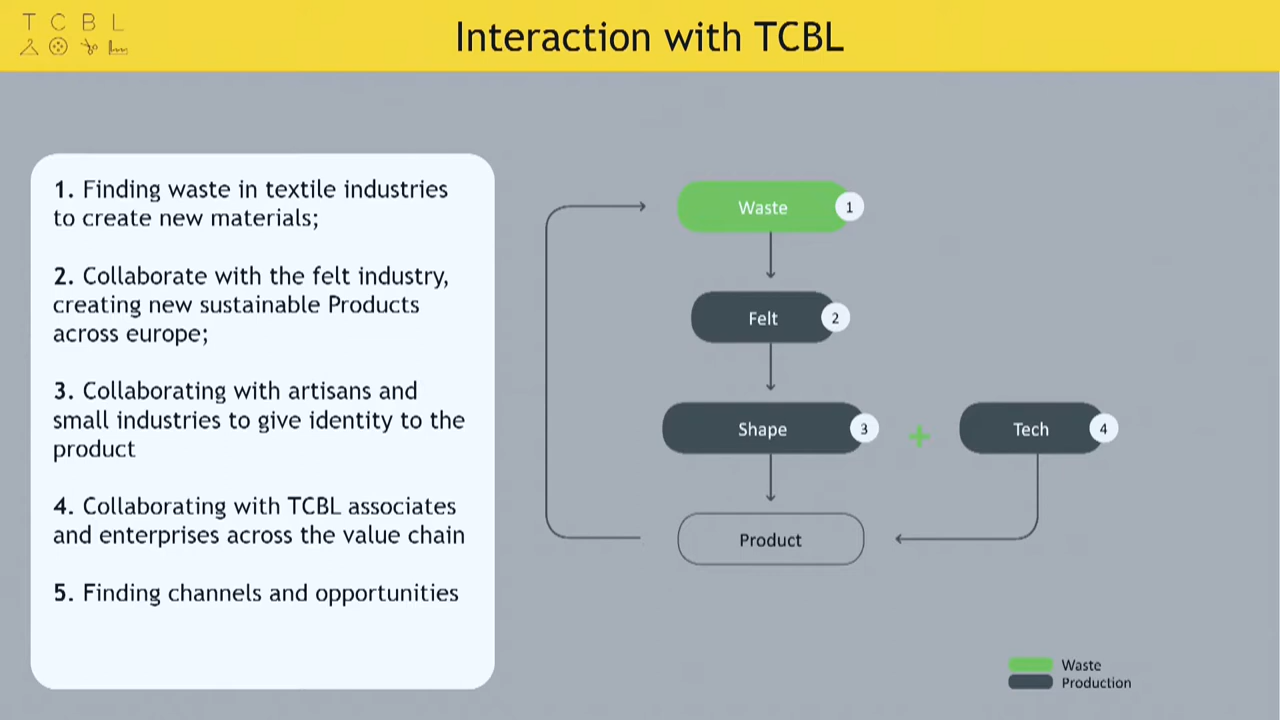 T C B L
Interaction with TCBL
1. Finding waste in textile industries
to create new materials;
2. Collaborate with the felt industry,
creating new sustainable Products
across europe;
3. Collaborating with artisans and
small industries to give identity to the
product
4. Collaborating with TCBL associates
and enterprises across the value chain
5. Finding channels and opportunities
Waste 1
Felt 2
Shape 3 + Tech 4
Product
Waste
Production